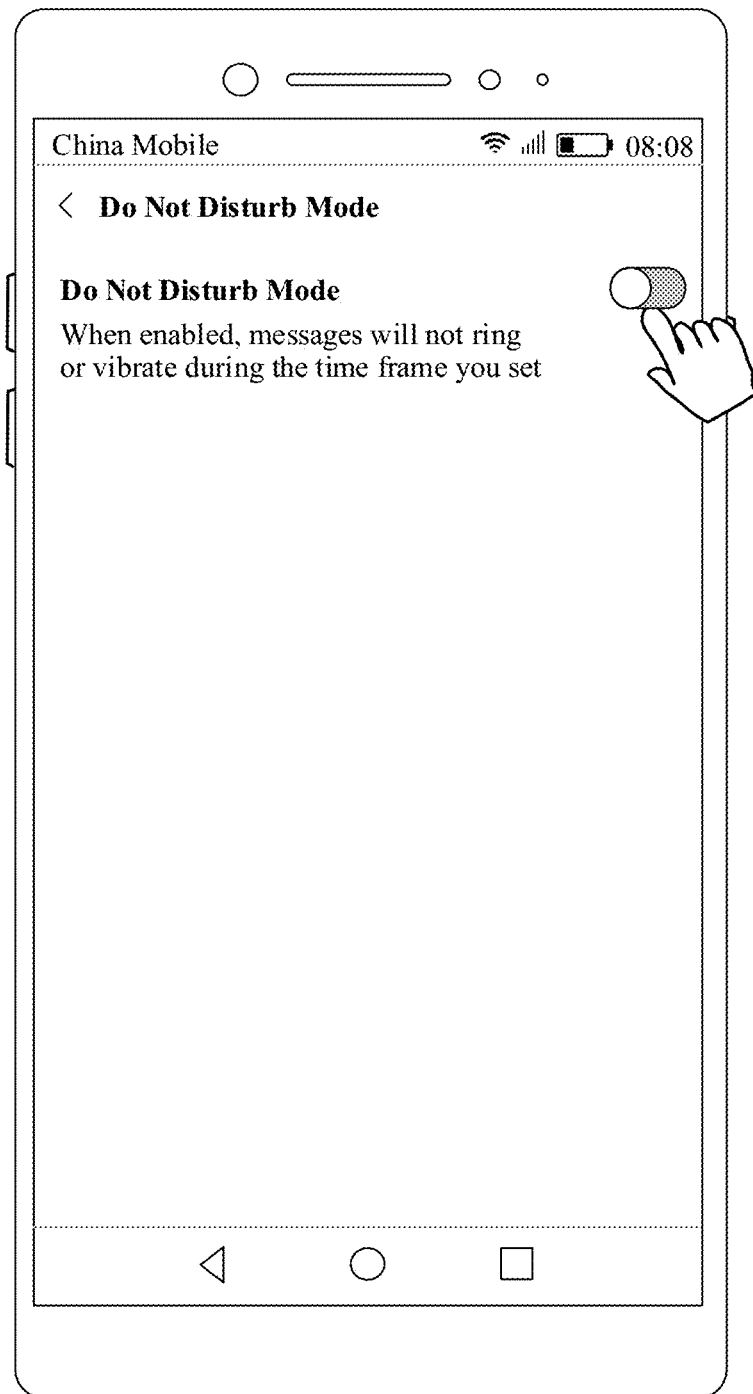 China Mobile 08:08
Do Not Disturb Mode
Do Not Disturb Mode
When enabled, messages will not ring
or vibrate during the time frame you set